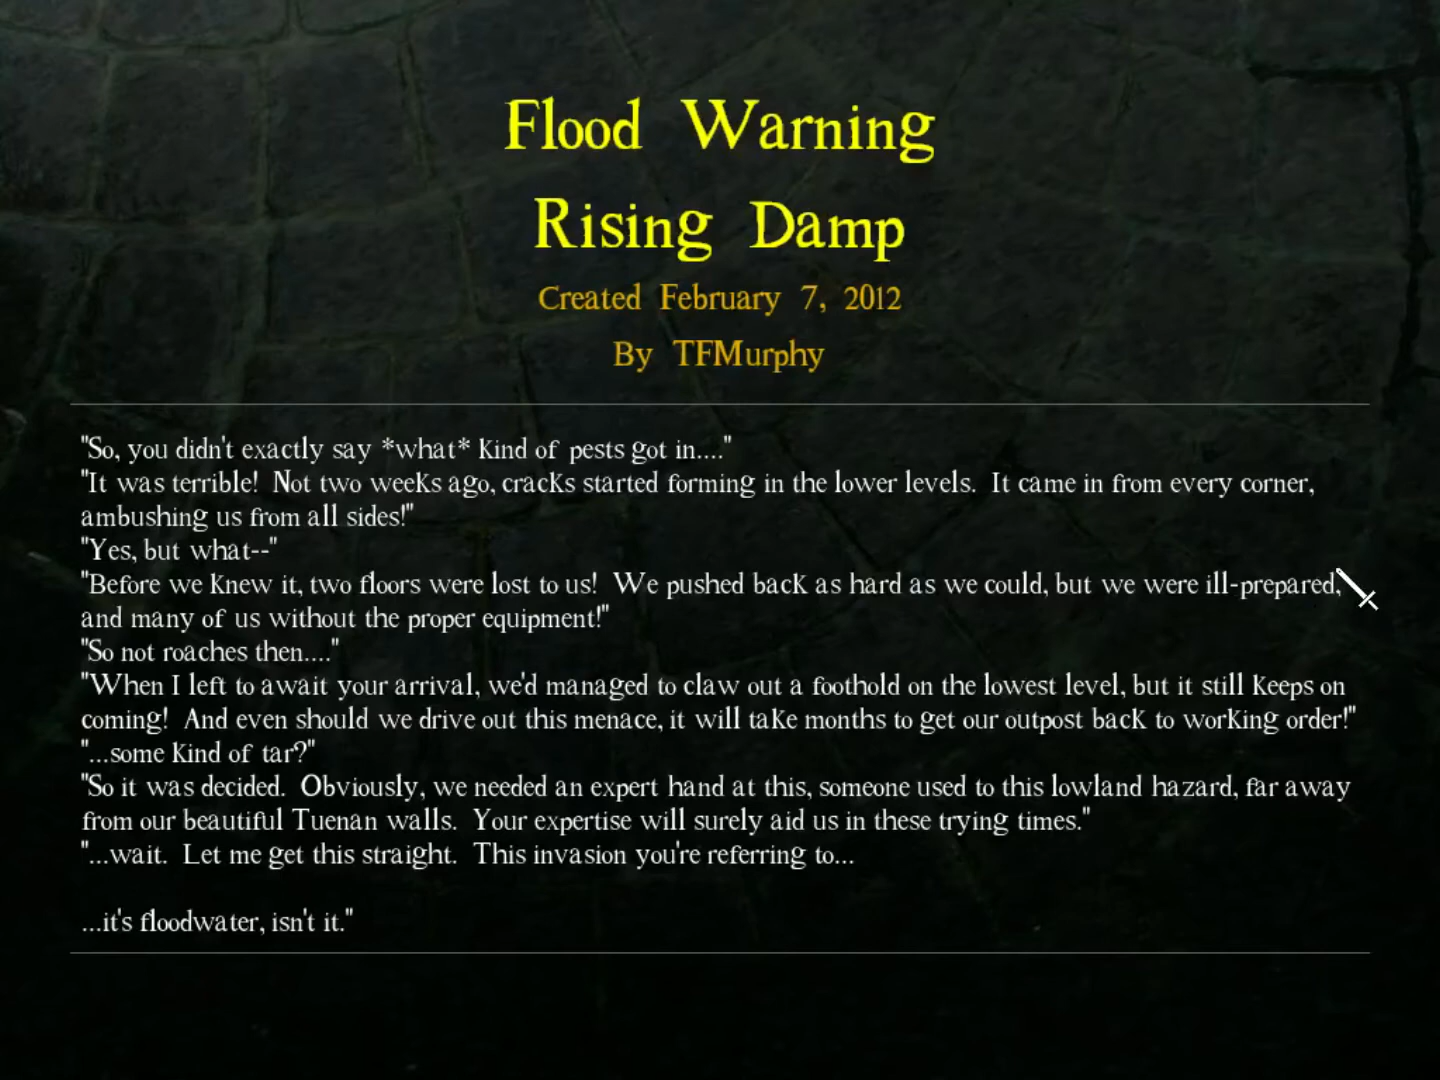 Flood Warning
Rising Damp
Created February 7, 2012
By TFMurphy
"So, you didn't exactly say *what* kind of pests got in...."
"It was terrible!  Not two weeks ago, cracks started forming in the lower levels.  It came in from every corner,
ambushing us from all sides!"
"Yes, but what--"
"Before we knew it, two floors were lost to us!  We pushed back as hard as we could, but we were ill-prepared,
and many of us without the proper equipment!"
"So not roaches then...."
"When I left to await your arrival, we'd managed to claw out a foothold on the lowest level, but it still keeps on
coming!  And even should we drive out this menace, it will take months to get our outpost back to working order!"
"...some kind of tar?"
"So it was decided.  Obviously, we needed an expert hand at this, someone used to this lowland hazard, far away
from our beautiful Tuenan walls.  Your expertise will surely aid us in these trying times."
"...wait.  Let me get this straight.  This invasion you're referring to...
...it's floodwater, isn't it."